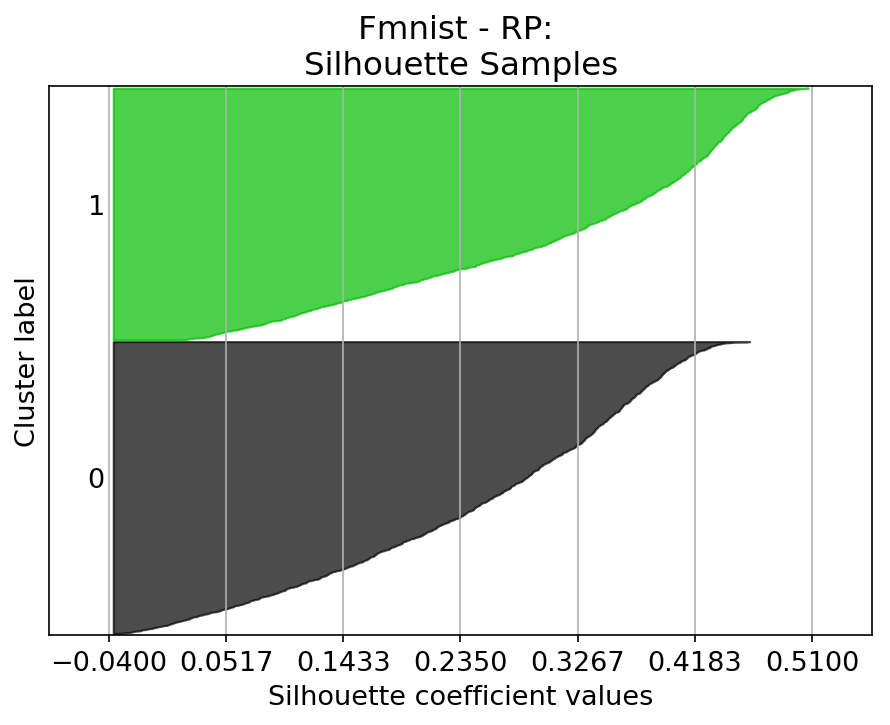 Fmnist - RP:
Silhouette Samples
Cluster label
1
0
−0.0400 0.0517 0.1433 0.2350 0.3267 0.4183 0.5100
Silhouette coefficient values